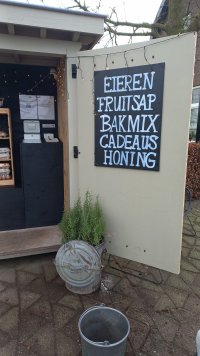 EIEREN
FRUITSAP
BAKMIX
CADEAUS
HONING